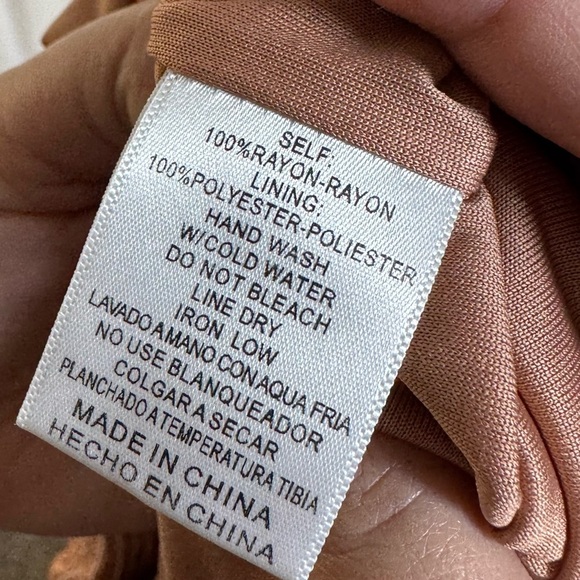 SELF:
100%RAYON-RAYON
LINING:
100%POLYESTER-POLIESTER
HAND WASH
W/COLD WATER
DO NOT BLEACH
LINE DRY
IRON LOW
LAVADO A MANO CON AQUA FRIA
NO USE BLANQUEADOR
COLGAR A SECAR
PLANCHADO A TEMPERATURA TIBIA
MADE IN CHINA
HECHO EN CHINA